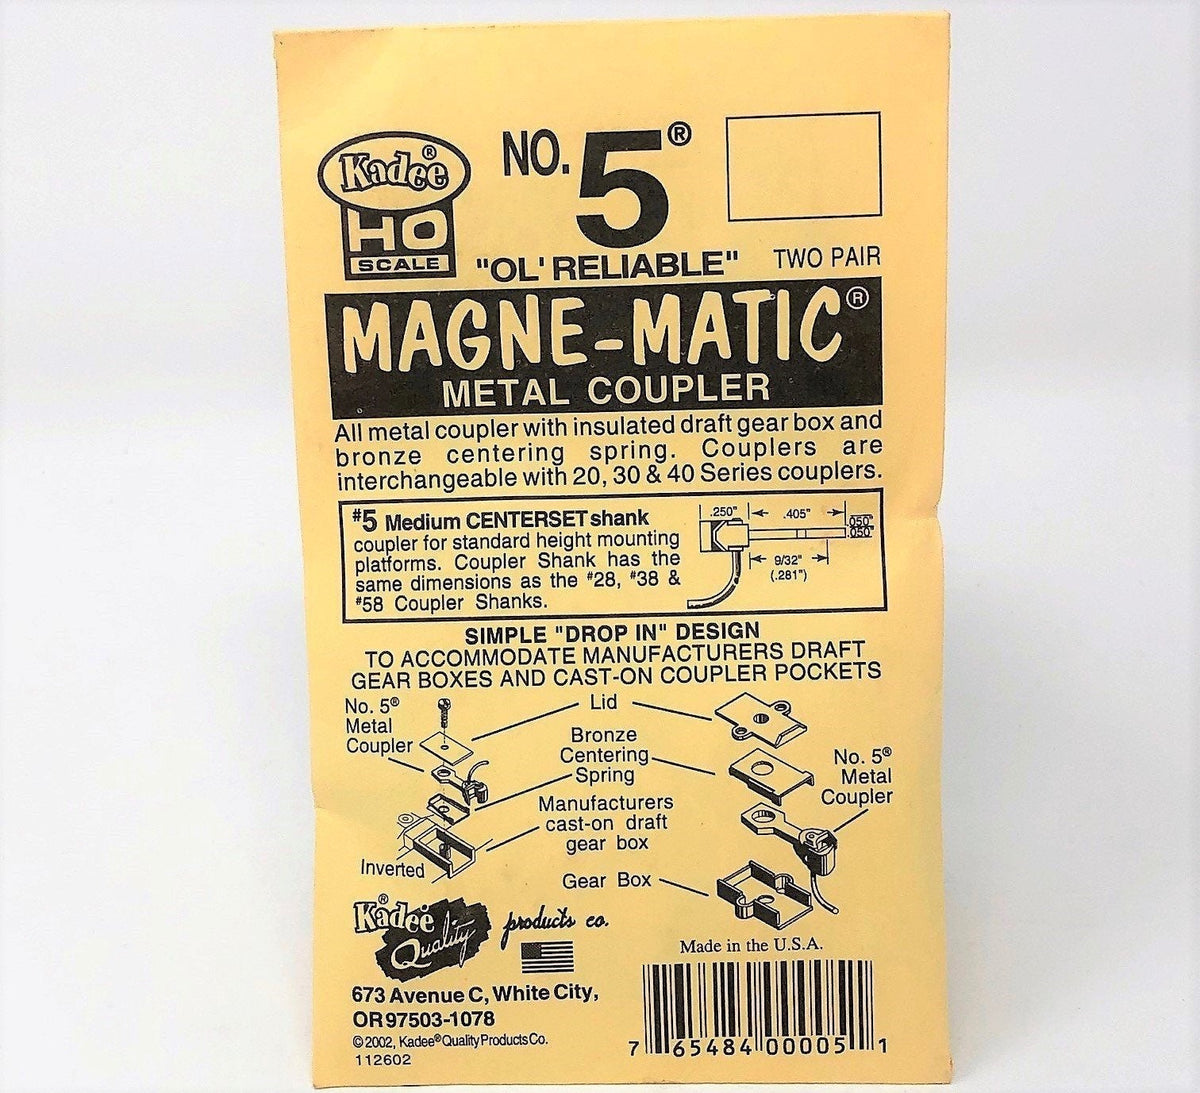 Kadee®
HO
SCALE
NO. 5®
"OL' RELIABLE"
TWO PAIR
MAGNE-MATIC®
METAL COUPLER
All metal coupler with insulated draft gear box and
bronze centering spring. Couplers are
interchangeable with 20, 30 & 40 Series couplers.
#5 Medium CENTERSET shank
coupler for standard height mounting
platforms. Coupler Shank has the
same dimensions as the #28, #38 &
#58 Coupler Shanks.
.250"
.405"
.050"
.050"
9/32"
(.281")
SIMPLE "DROP IN" DESIGN
TO ACCOMMODATE MANUFACTURERS DRAFT
GEAR BOXES AND CAST-ON COUPLER POCKETS
No. 5®
Metal
Coupler
Lid
Bronze
Centering
Spring
Manufacturers
cast-on draft
gear box
Inverted
Gear Box
No. 5®
Metal
Coupler
Kadee®
Quality
products co.
Made in the U.S.A.
673 Avenue C, White City,
OR 97503-1078
© 2002, Kadee® Quality Products Co.
112602
7 65484 00005 1